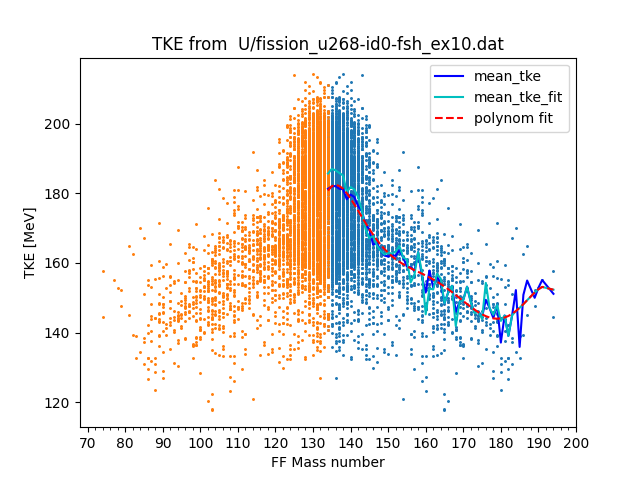 TKE from  U/fission_u268-id0-fsh_ex10.dat
mean_tke
mean_tke_fit
polynom fit
TKE [MeV]
200
180
160
140
120
70 80 90 100 110 120 130 140 150 160 170 180 190 200
FF Mass number